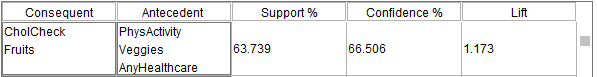 Consequent Antecedent Support % Confidence % Lift
CholCheck PhysActivity
Fruits Veggies 63.739 66.506 1.173
AnyHealthcare